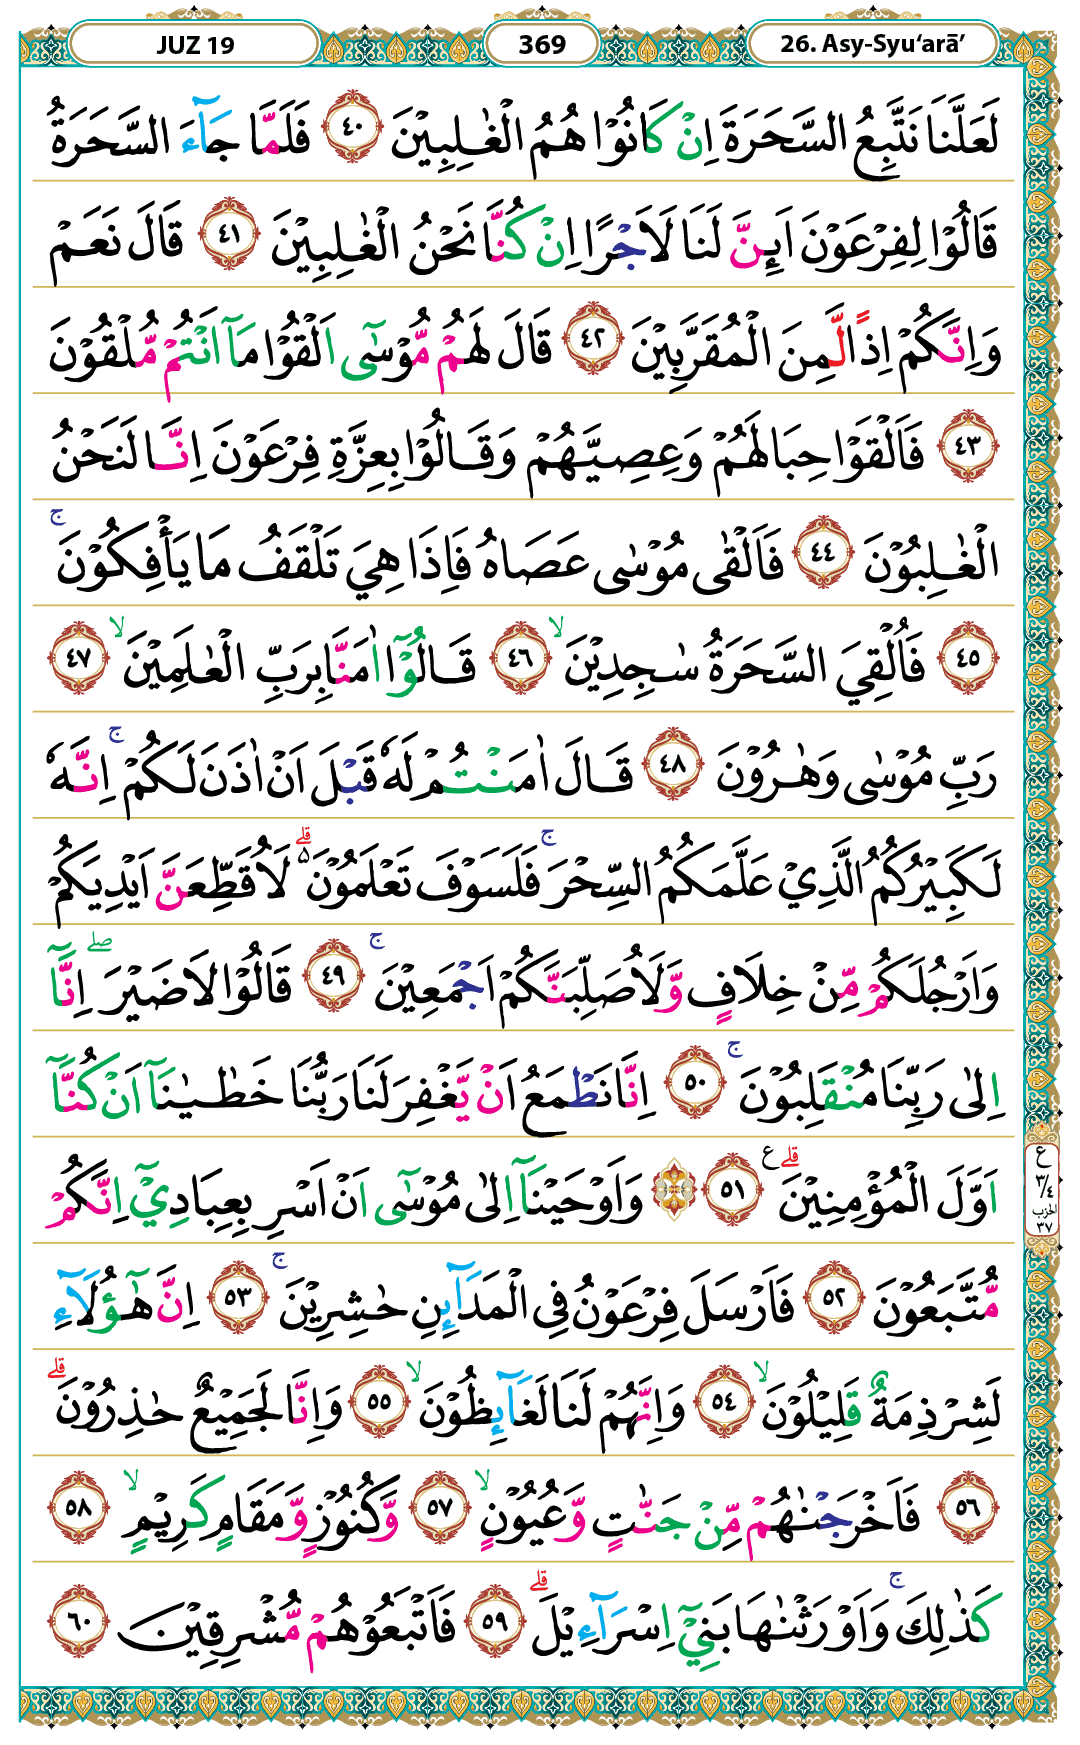 JUZ 19
369
26. Asy-Syu‘arā’
لَعَلَّنَا نَتَّبِعُ السَّحَرَةَ اِنْ كَانُوْا هُمُ الْغٰلِبِيْنَ ٤٠ فَلَمَّا جَاۤءَ السَّحَرَةُ
قَالُوْا لِفِرْعَوْنَ اَىِٕنَّ لَنَا لَاَجْرًا اِنْ كُنَّا نَحْنُ الْغٰلِبِيْنَ ٤١ قَالَ نَعَمْ
وَاِنَّكُمْ اِذًا لَّمِنَ الْمُقَرَّبِيْنَ ٤٢ قَالَ لَهُمْ مُّوْسٰٓى اَلْقُوْا مَآ اَنْتُمْ مُّلْقُوْنَ
٤٣ فَاَلْقَوْا حِبَالَهُمْ وَعِصِيَّهُمْ وَقَالُوْا بِعِزَّةِ فِرْعَوْنَ اِنَّا لَنَحْنُ
الْغٰلِبُوْنَ ٤٤ فَاَلْقٰى مُوْسٰى عَصَاهُ فَاِذَا هِيَ تَلْقَفُ مَا يَأْفِكُوْنَ ۚ
٤٥ فَاُلْقِيَ السَّحَرَةُ سٰجِدِيْنَ ۙ ٤٦ قَالُوْٓا اٰمَنَّا بِرَبِّ الْعٰلَمِيْنَ ۙ ٤٧
رَبِّ مُوْسٰى وَهٰرُوْنَ ٤٨ قَالَ اٰمَنْتُمْ لَهٗ قَبْلَ اَنْ اٰذَنَ لَكُمْ ۚ اِنَّهٗ
لَكَبِيْرُكُمُ الَّذِيْ عَلَّمَكُمُ السِّحْرَ ۚ فَلَسَوْفَ تَعْلَمُوْنَ ەۗ لَاُقَطِّعَنَّ اَيْدِيَكُمْ
وَاَرْجُلَكُمْ مِّنْ خِلَافٍ وَّلَاُصَلِّبَنَّكُمْ اَجْمَعِيْنَ ۚ ٤٩ قَالُوْا لَا ضَيْرَ ۖ اِنَّآ
اِلٰى رَبِّنَا مُنْقَلِبُوْنَ ۚ ٥٠ اِنَّا نَطْمَعُ اَنْ يَّغْفِرَ لَنَا رَبُّنَا خَطٰيٰنَآ اَنْ كُنَّآ
اَوَّلَ الْمُؤْمِنِيْنَ ۗ ع ٥١ ۞ وَاَوْحَيْنَآ اِلٰى مُوْسٰٓى اَنْ اَسْرِ بِعِبَادِيْٓ اِنَّكُمْ
ع
٣/٤
الحزب
٣٧
مُّتَّبَعُوْنَ ٥٢ فَاَرْسَلَ فِرْعَوْنُ فِى الْمَدَاۤىِٕنِ حٰشِرِيْنَ ۚ ٥٣ اِنَّ هٰٓؤُلَاۤءِ
لَشِرْذِمَةٌ قَلِيْلُوْنَ ۙ ٥٤ وَاِنَّهُمْ لَنَا لَغَاۤىِٕظُوْنَ ۙ ٥٥ وَاِنَّا لَجَمِيْعٌ حٰذِرُوْنَ ۗ
٥٦ فَاَخْرَجْنٰهُمْ مِّنْ جَنّٰتٍ وَّعُيُوْنٍ ۙ ٥٧ وَّكُنُوْزٍ وَّمَقَامٍ كَرِيْمٍ ۙ ٥٨
كَذٰلِكَ ۚ وَاَوْرَثْنٰهَا بَنِيْٓ اِسْرَاۤءِيْلَ ۗ ٥٩ فَاَتْبَعُوْهُمْ مُّشْرِقِيْنَ ٦٠